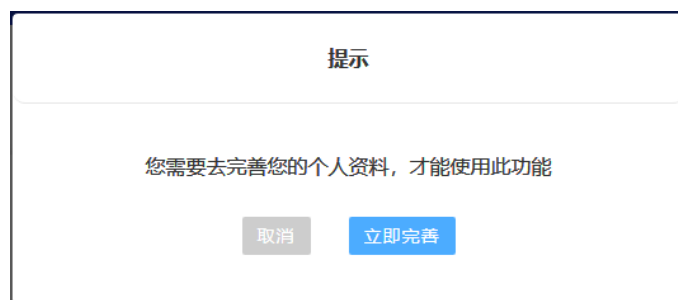 提示
您需要去完善您的个人资料，才能使用此功能
取消
立即完善